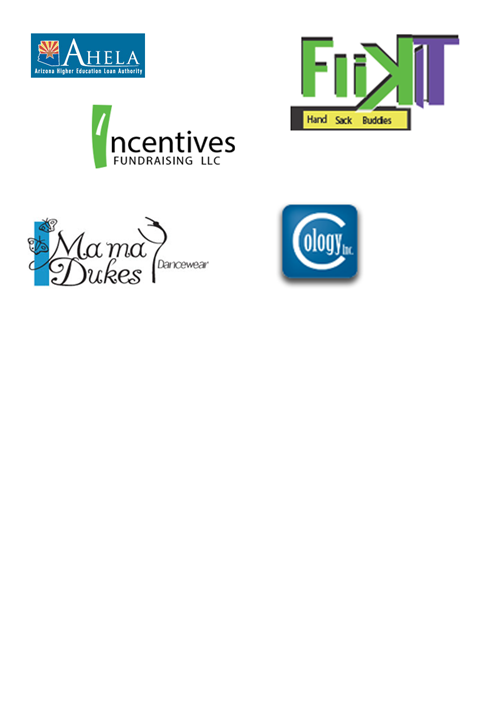 AHELA
Arizona Higher Education Loan Authority
FliKIT
Hand Sack Buddies
Incentives
FUNDRAISING LLC
Mama
Dukes
Dancewear
Cology Inc.